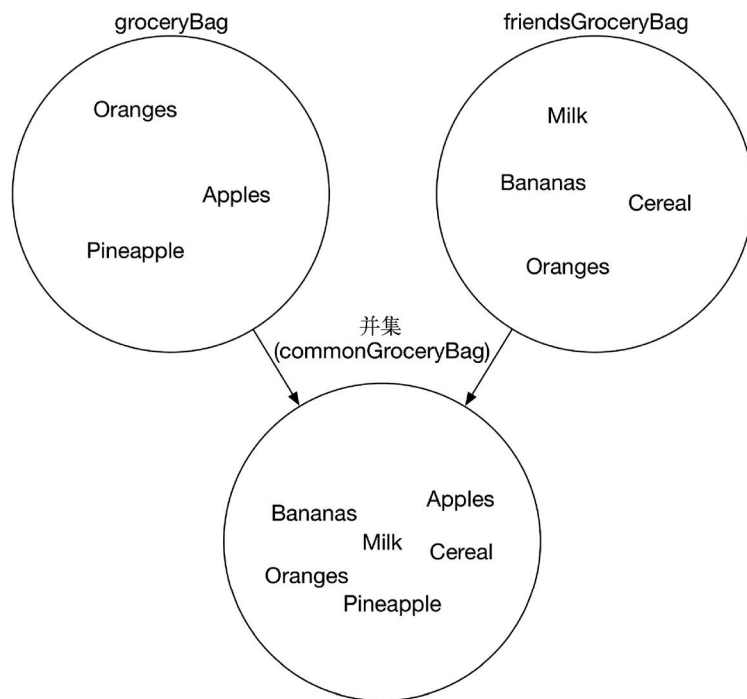 groceryBag
Oranges
Apples
Pineapple
friendsGroceryBag
Milk
Bananas
Cereal
Oranges
并集
(commonGroceryBag)
Apples
Bananas
Milk
Cereal
Oranges
Pineapple